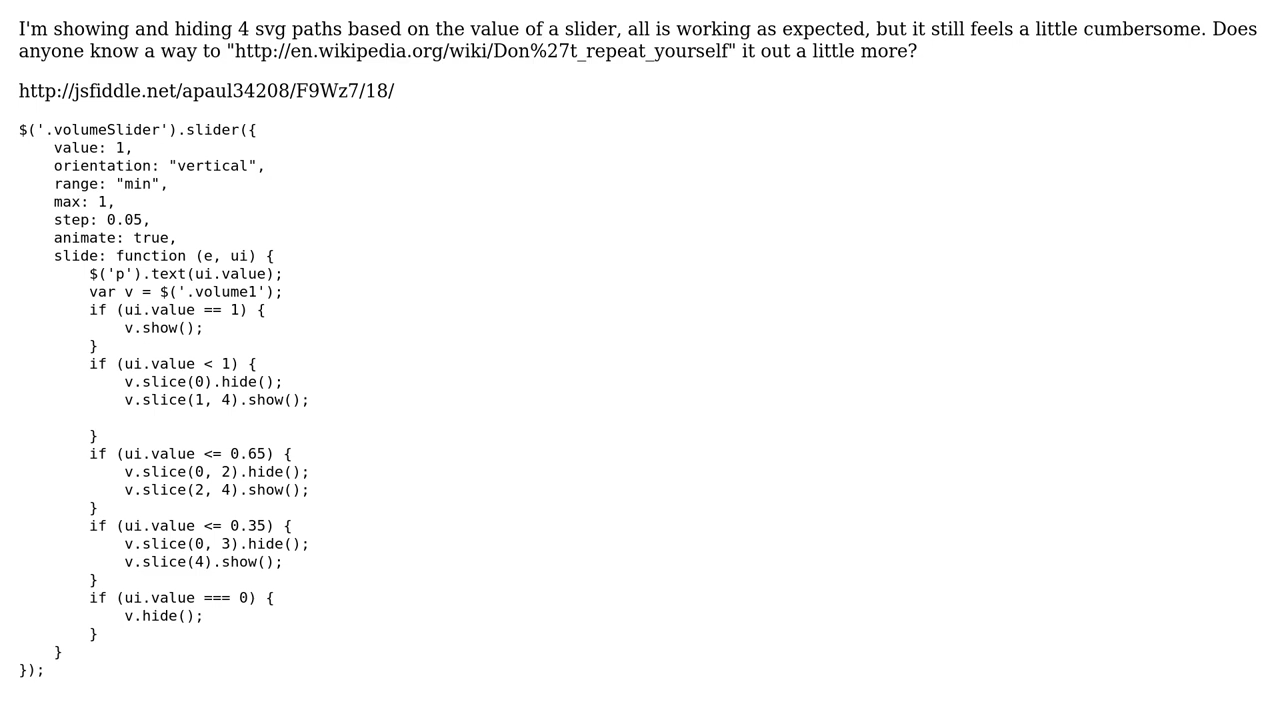 I'm showing and hiding 4 svg paths based on the value of a slider, all is working as expected, but it still feels a little cumbersome. Does
anyone know a way to "http://en.wikipedia.org/wiki/Don%27t_repeat_yourself" it out a little more?
http://jsfiddle.net/apaul34208/F9Wz7/18/
$('.volumeSlider').slider({
    value: 1,
    orientation: "vertical",
    range: "min",
    max: 1,
    step: 0.05,
    animate: true,
    slide: function (e, ui) {
        $('p').text(ui.value);
        var v = $('.volume1');
        if (ui.value == 1) {
            v.show();
        }
        if (ui.value < 1) {
            v.slice(0).hide();
            v.slice(1, 4).show();

        }
        if (ui.value <= 0.65) {
            v.slice(0, 2).hide();
            v.slice(2, 4).show();
        }
        if (ui.value <= 0.35) {
            v.slice(0, 3).hide();
            v.slice(4).show();
        }
        if (ui.value === 0) {
            v.hide();
        }
    }
});